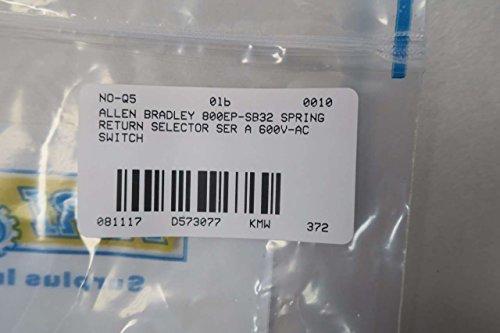 NO-Q5 01b 0010
ALLEN BRADLEY 800EP-SB32 SPRING
RETURN SELECTOR SER A 600V-AC
SWITCH
081117 D573077 KMW 372
Surplus